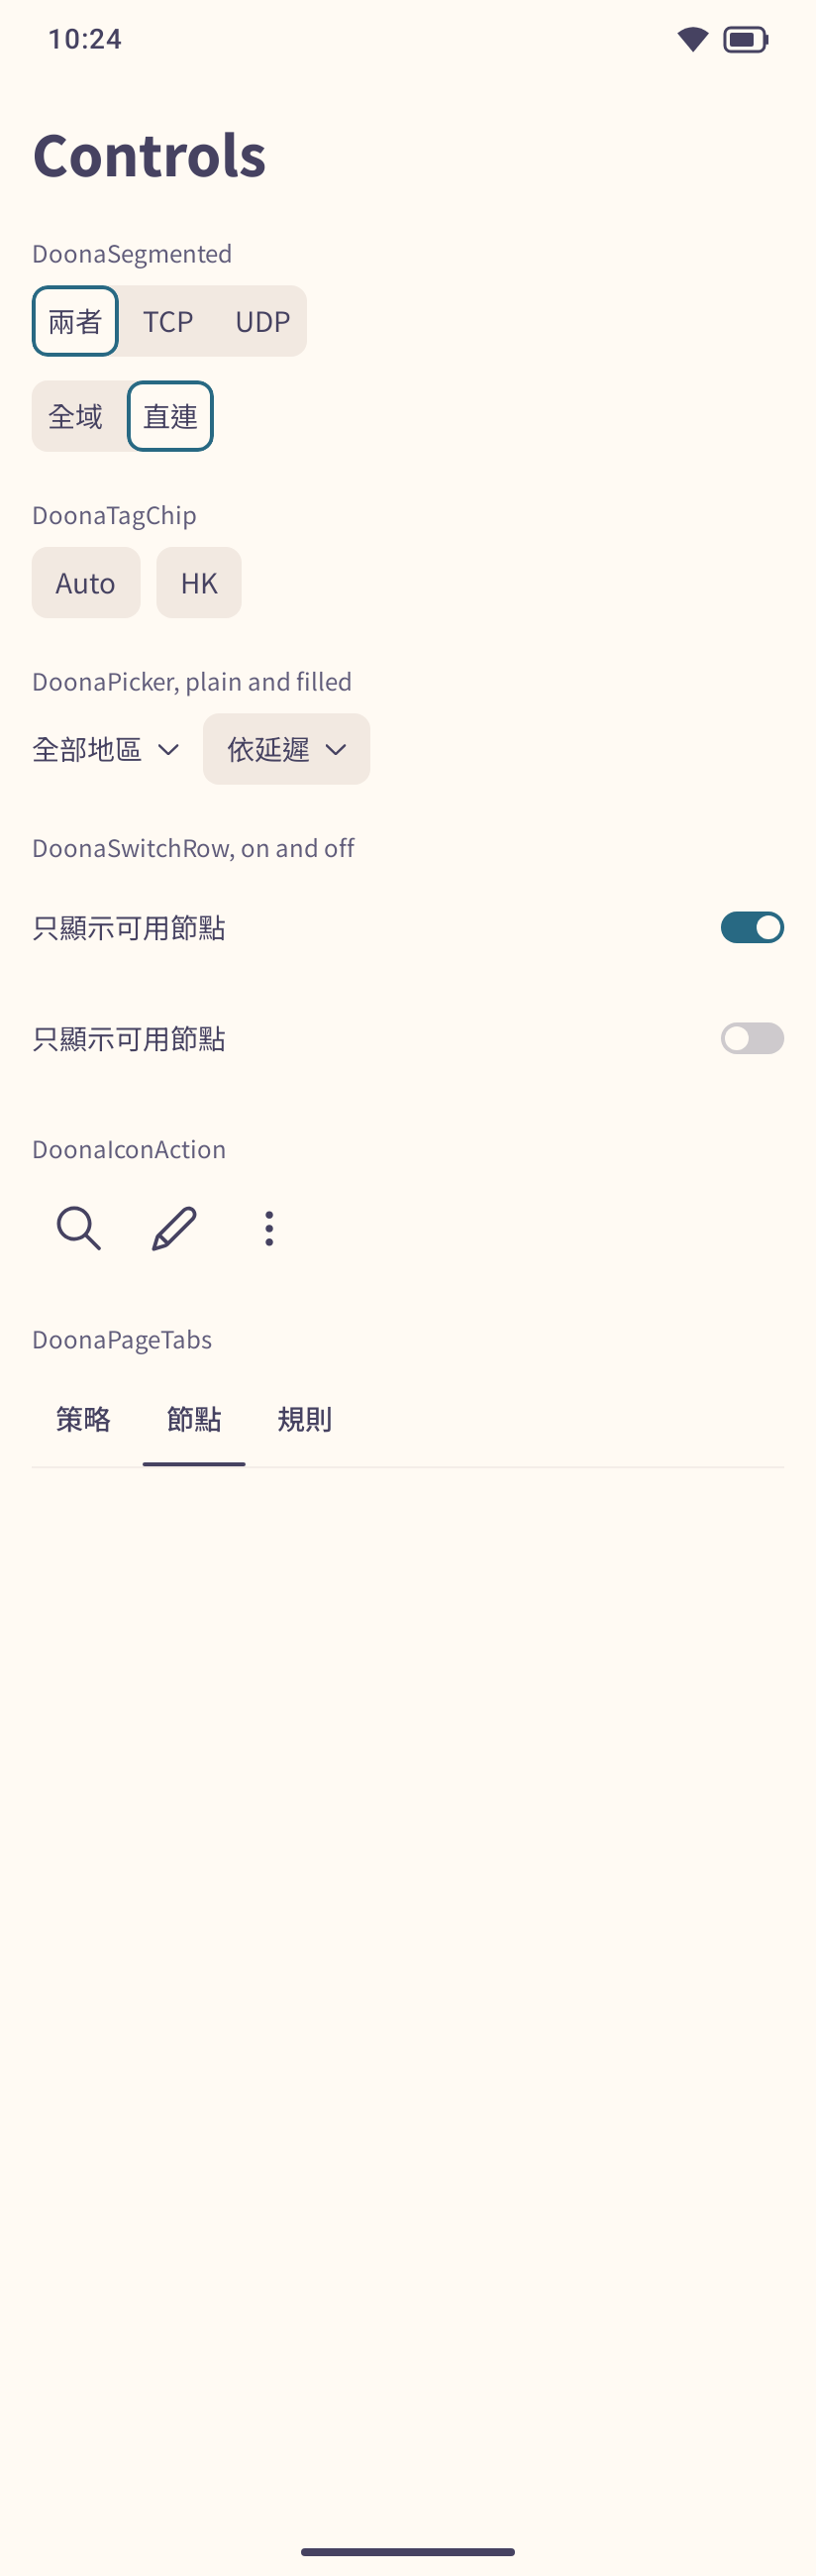 10:24
Controls
DoonaSegmented
兩者 TCP UDP
全域 直連
DoonaTagChip
Auto HK
DoonaPicker, plain and filled
全部地區 依延遲
DoonaSwitchRow, on and off
只顯示可用節點
只顯示可用節點
DoonaIconAction
DoonaPageTabs
策略 節點 規則